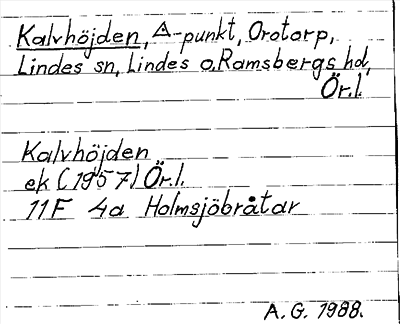 Kalvhöjden, △-punkt, Orotorp,
Lindes sn, Lindes o. Ramsbergs hd,
Ör.l.
Kalvhöjden
ek (1957) Ör.l.
11F 4a Holmsjöbråtar
A. G. 1988.